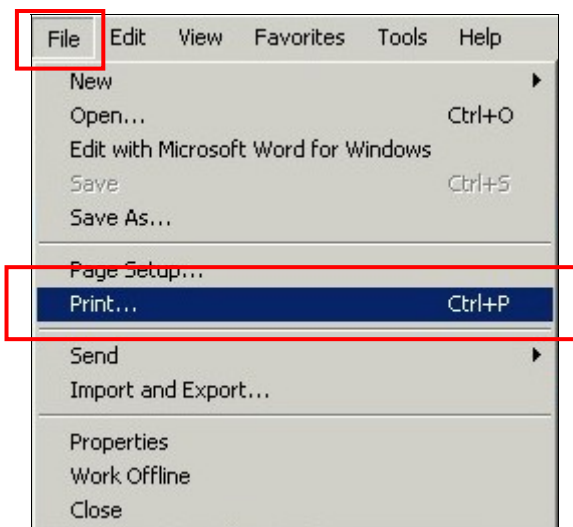 File Edit View Favorites Tools Help
New
Open... Ctrl+O
Edit with Microsoft Word for Windows
Save Ctrl+S
Save As...
Page Setup...
Print... Ctrl+P
Send
Import and Export...
Properties
Work Offline
Close